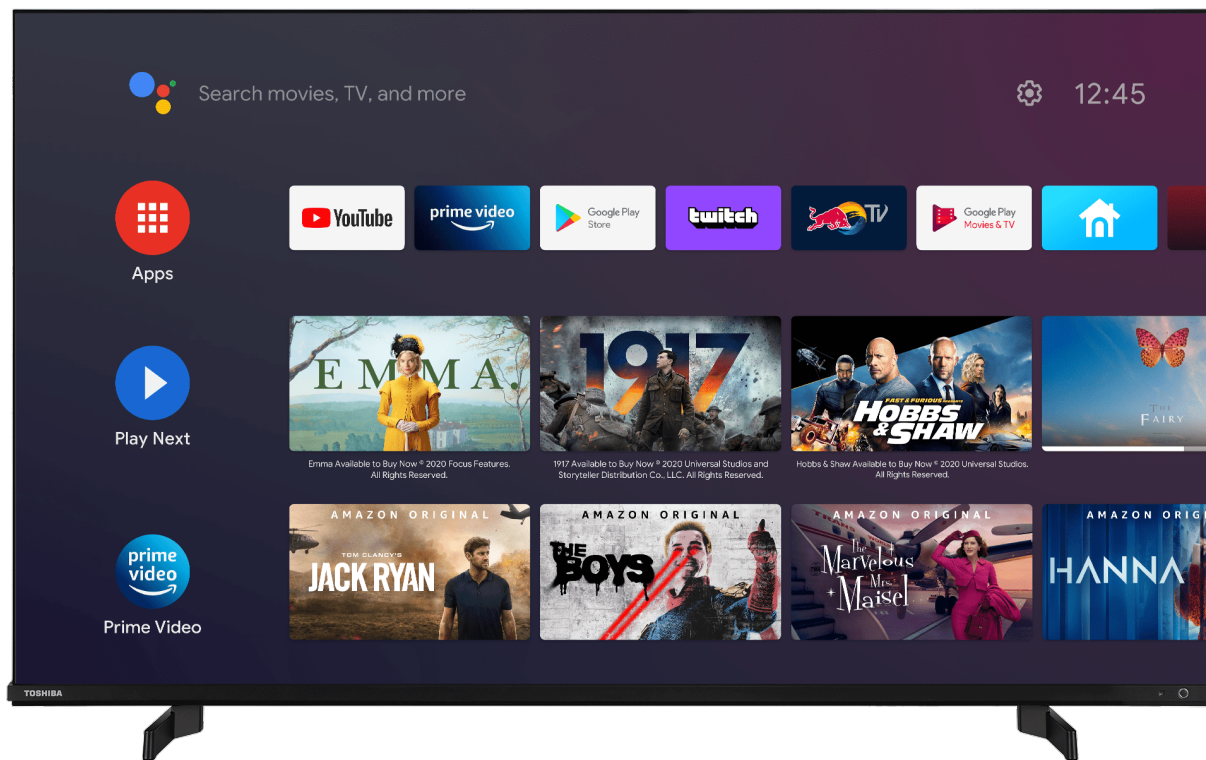 Search movies, TV, and more
12:45
Apps
YouTube
prime video
Google Play
Store
twitch
TV
Google Play
Movies & TV
Play Next
EMMA.
1917
FAST & FURIOUS PRESENTS
HOBBS
& SHAW
THE
FAIRY
Emma Available to Buy Now © 2020 Focus Features.
All Rights Reserved.
1917 Available to Buy Now © 2020 Universal Studios and
Storyteller Distribution Co., LLC. All Rights Reserved.
Hobbs & Shaw Available to Buy Now © 2020 Universal Studios.
All Rights Reserved.
prime
video
Prime Video
AMAZON ORIGINAL
TOM CLANCY'S
JACK RYAN
AMAZON ORIGINAL
THE
BOYS
AMAZON ORIGINAL
The
Marvelous
Mrs.
Maisel
AMAZON ORIG
HANNA
TOSHIBA